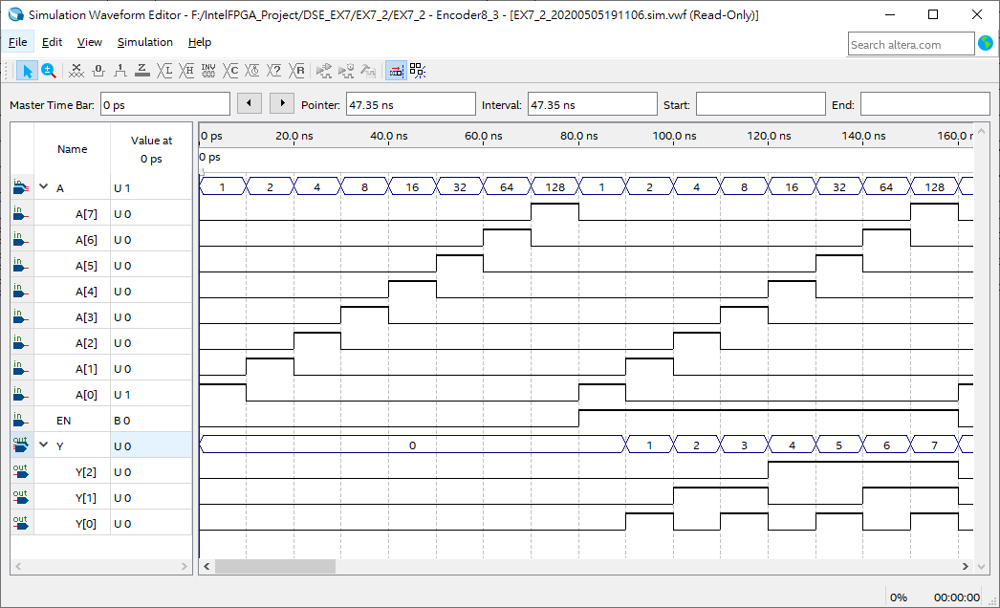 Simulation Waveform Editor - F:/IntelFPGA_Project/DSE_EX7/EX7_2/EX7_2 - Encoder8_3 - [EX7_2_20200505191106.sim.vwf (Read-Only)]
File Edit View Simulation Help
Search altera.com
Master Time Bar: 0 ps Pointer: 47.35 ns Interval: 47.35 ns Start: End:
Name Value at 0 ps
0 ps 20.0 ns 40.0 ns 60.0 ns 80.0 ns 100.0 ns 120.0 ns 140.0 ns 160.0 n
0 ps
in A U 1 1 2 4 8 16 32 64 128 1 2 4 8 16 32 64 128
in A[7] U 0
in A[6] U 0
in A[5] U 0
in A[4] U 0
in A[3] U 0
in A[2] U 0
in A[1] U 0
in A[0] U 1
in EN B 0
out Y U 0 0 1 2 3 4 5 6 7
out Y[2] U 0
out Y[1] U 0
out Y[0] U 0
0% 00:00:00